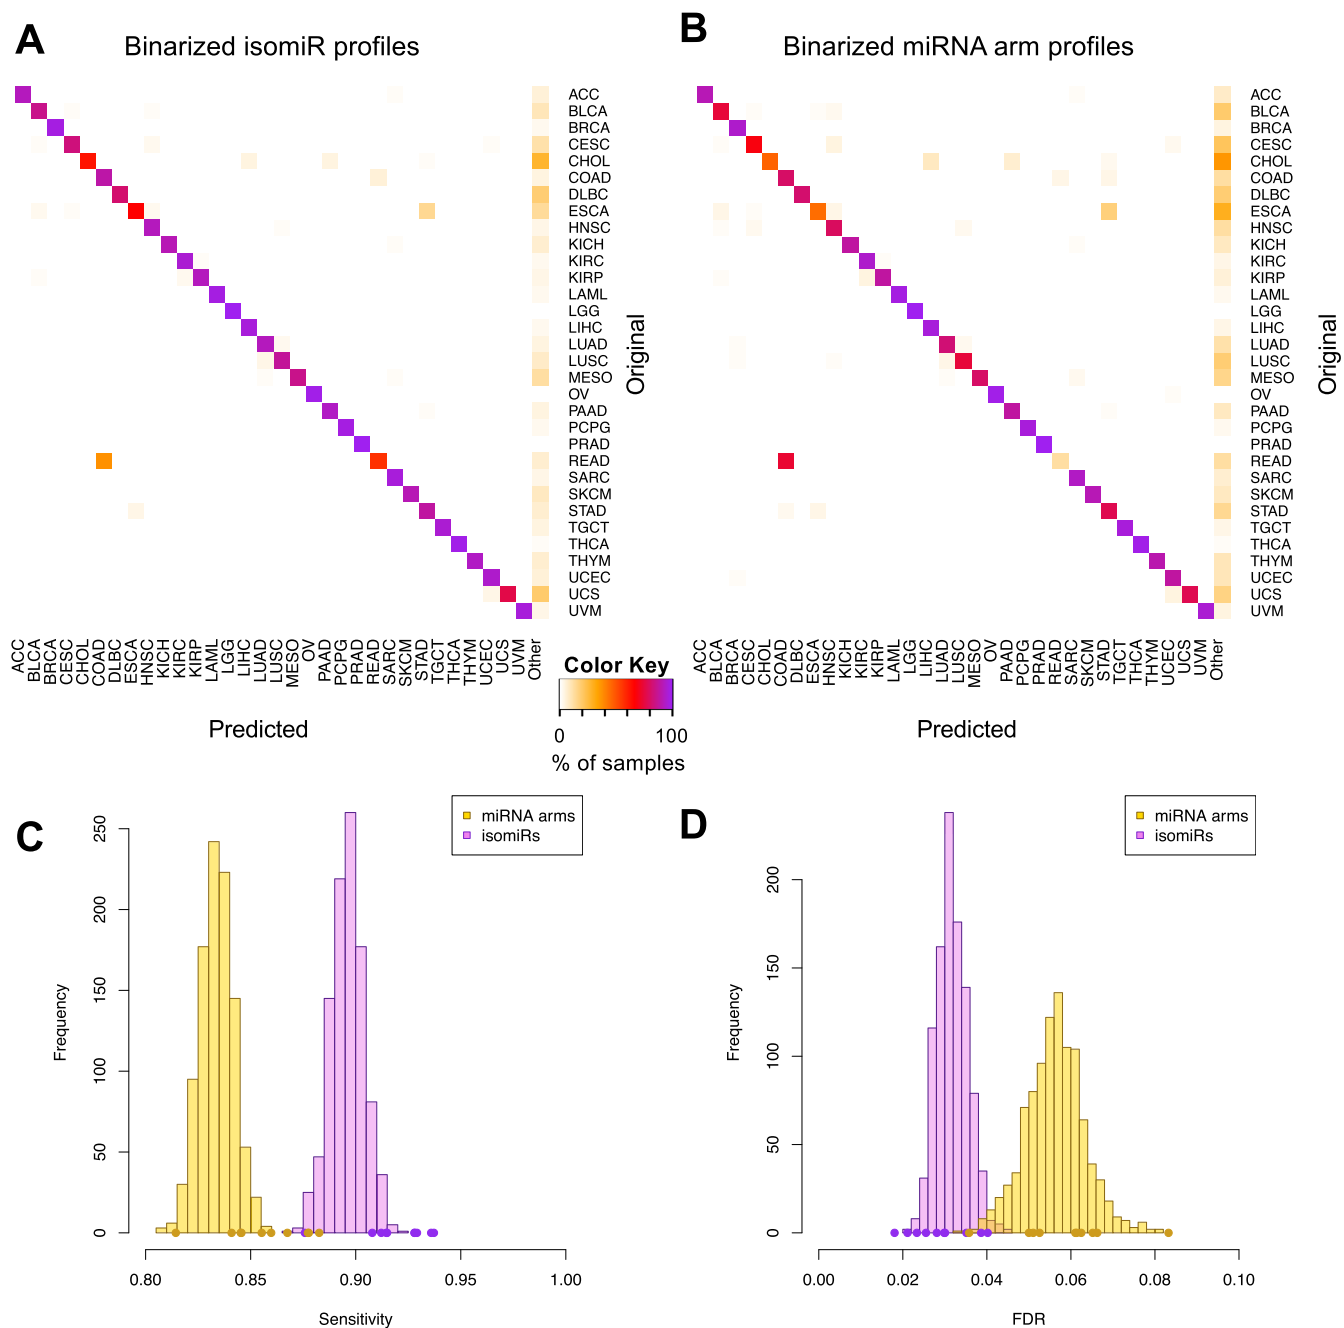 A
Binarized isomiR profiles
ACC
BLCA
BRCA
CESC
CHOL
COAD
DLBC
ESCA
HNSC
KICH
KIRC
KIRP
LAML
LGG
LIHC
LUAD
LUSC
MESO
OV
PAAD
PCPG
PRAD
READ
SARC
SKCM
STAD
TGCT
THCA
THYM
UCEC
UCS
UVM
Original
ACC
BLCA
BRCA
CESC
CHOL
COAD
DLBC
ESCA
HNSC
KICH
KIRC
KIRP
LAML
LGG
LIHC
LUAD
LUSC
MESO
OV
PAAD
PCPG
PRAD
READ
SARC
SKCM
STAD
TGCT
THCA
THYM
UCEC
UCS
UVM
Other
Predicted
Color Key
0 100
% of samples
B
Binarized miRNA arm profiles
ACC
BLCA
BRCA
CESC
CHOL
COAD
DLBC
ESCA
HNSC
KICH
KIRC
KIRP
LAML
LGG
LIHC
LUAD
LUSC
MESO
OV
PAAD
PCPG
PRAD
READ
SARC
SKCM
STAD
TGCT
THCA
THYM
UCEC
UCS
UVM
Original
ACC
BLCA
BRCA
CESC
CHOL
COAD
DLBC
ESCA
HNSC
KICH
KIRC
KIRP
LAML
LGG
LIHC
LUAD
LUSC
MESO
OV
PAAD
PCPG
PRAD
READ
SARC
SKCM
STAD
TGCT
THCA
THYM
UCEC
UCS
UVM
Other
Predicted
C
miRNA arms
isomiRs
250
200
150
100
50
0
Frequency
0.80 0.85 0.90 0.95 1.00
Sensitivity
D
miRNA arms
isomiRs
200
150
100
50
0
Frequency
0.00 0.02 0.04 0.06 0.08 0.10
FDR